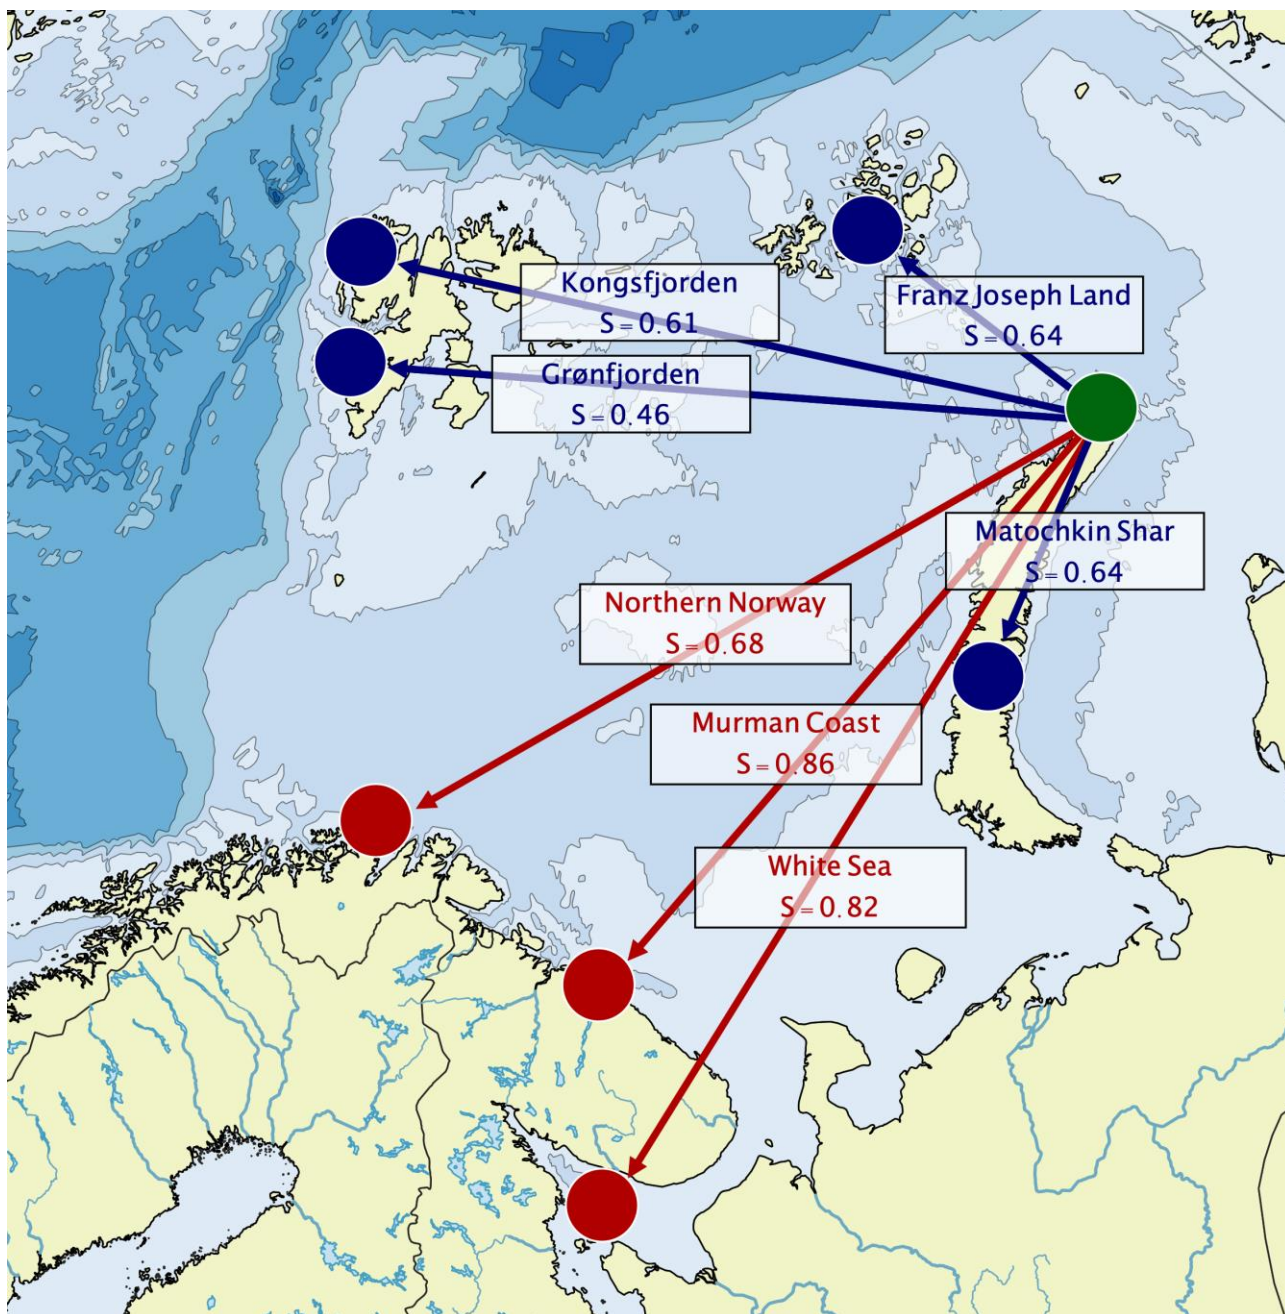 Kongsfjorden
S = 0.61
Franz Joseph Land
S = 0.64
Grønfjorden
S = 0.46
Matochkin Shar
S = 0.64
Northern Norway
S = 0.68
Murman Coast
S = 0.86
White Sea
S = 0.82